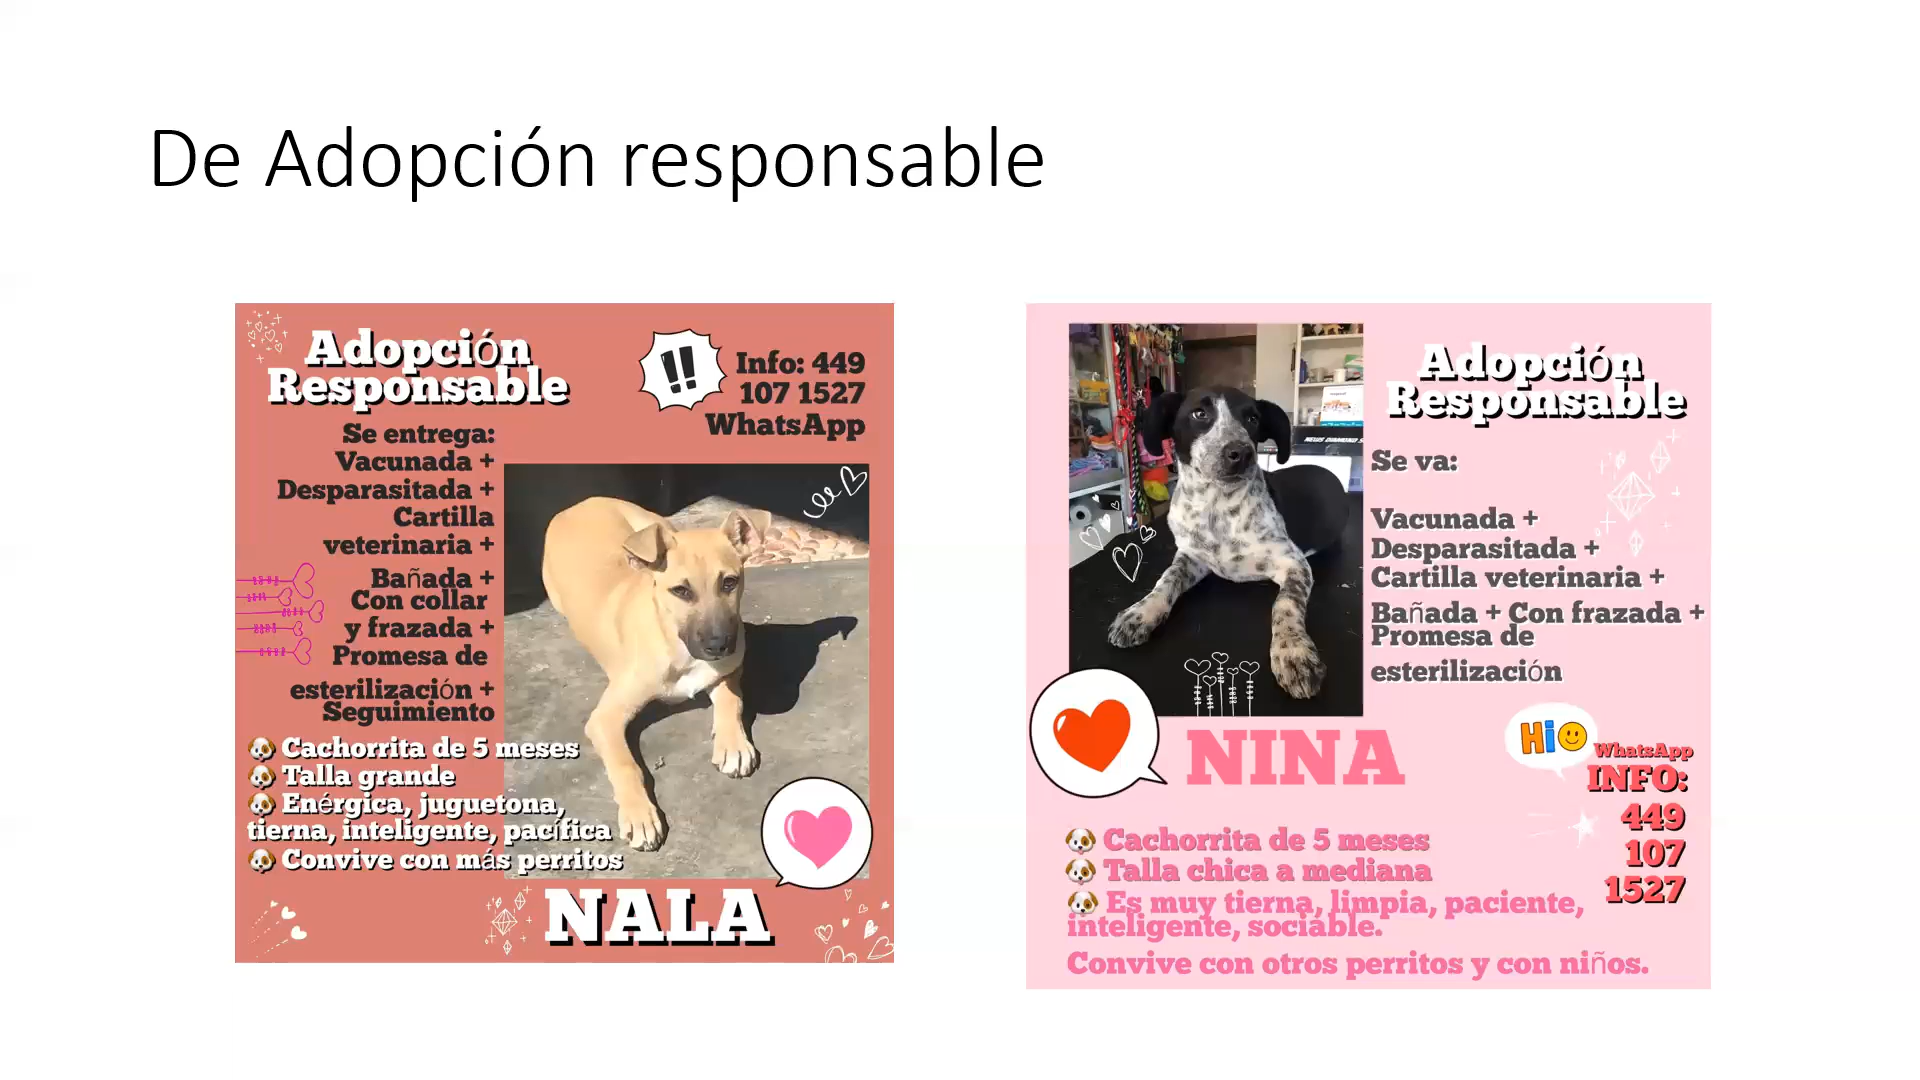 De Adopción responsable
Adopción
Responsable
Info: 449
107 1527
WhatsApp
Se entrega:
Vacunada +
Desparasitada +
Cartilla
veterinaria +
Bañada +
Con collar
y frazada +
Promesa de
esterilización +
Seguimiento
Cachorrita de 5 meses
Talla grande
Enérgica, juguetona,
tierna, inteligente, pacífica
Convive con más perritos
NALA
Adopción
Responsable
Se va:
Vacunada +
Desparasitada +
Cartilla veterinaria +
Bañada + Con frazada +
Promesa de
esterilización
NINA
Hi
WhatsApp
INFO:
449
107
1527
Cachorrita de 5 meses
Talla chica a mediana
Es muy tierna, limpia, paciente,
inteligente, sociable.
Convive con otros perritos y con niños.